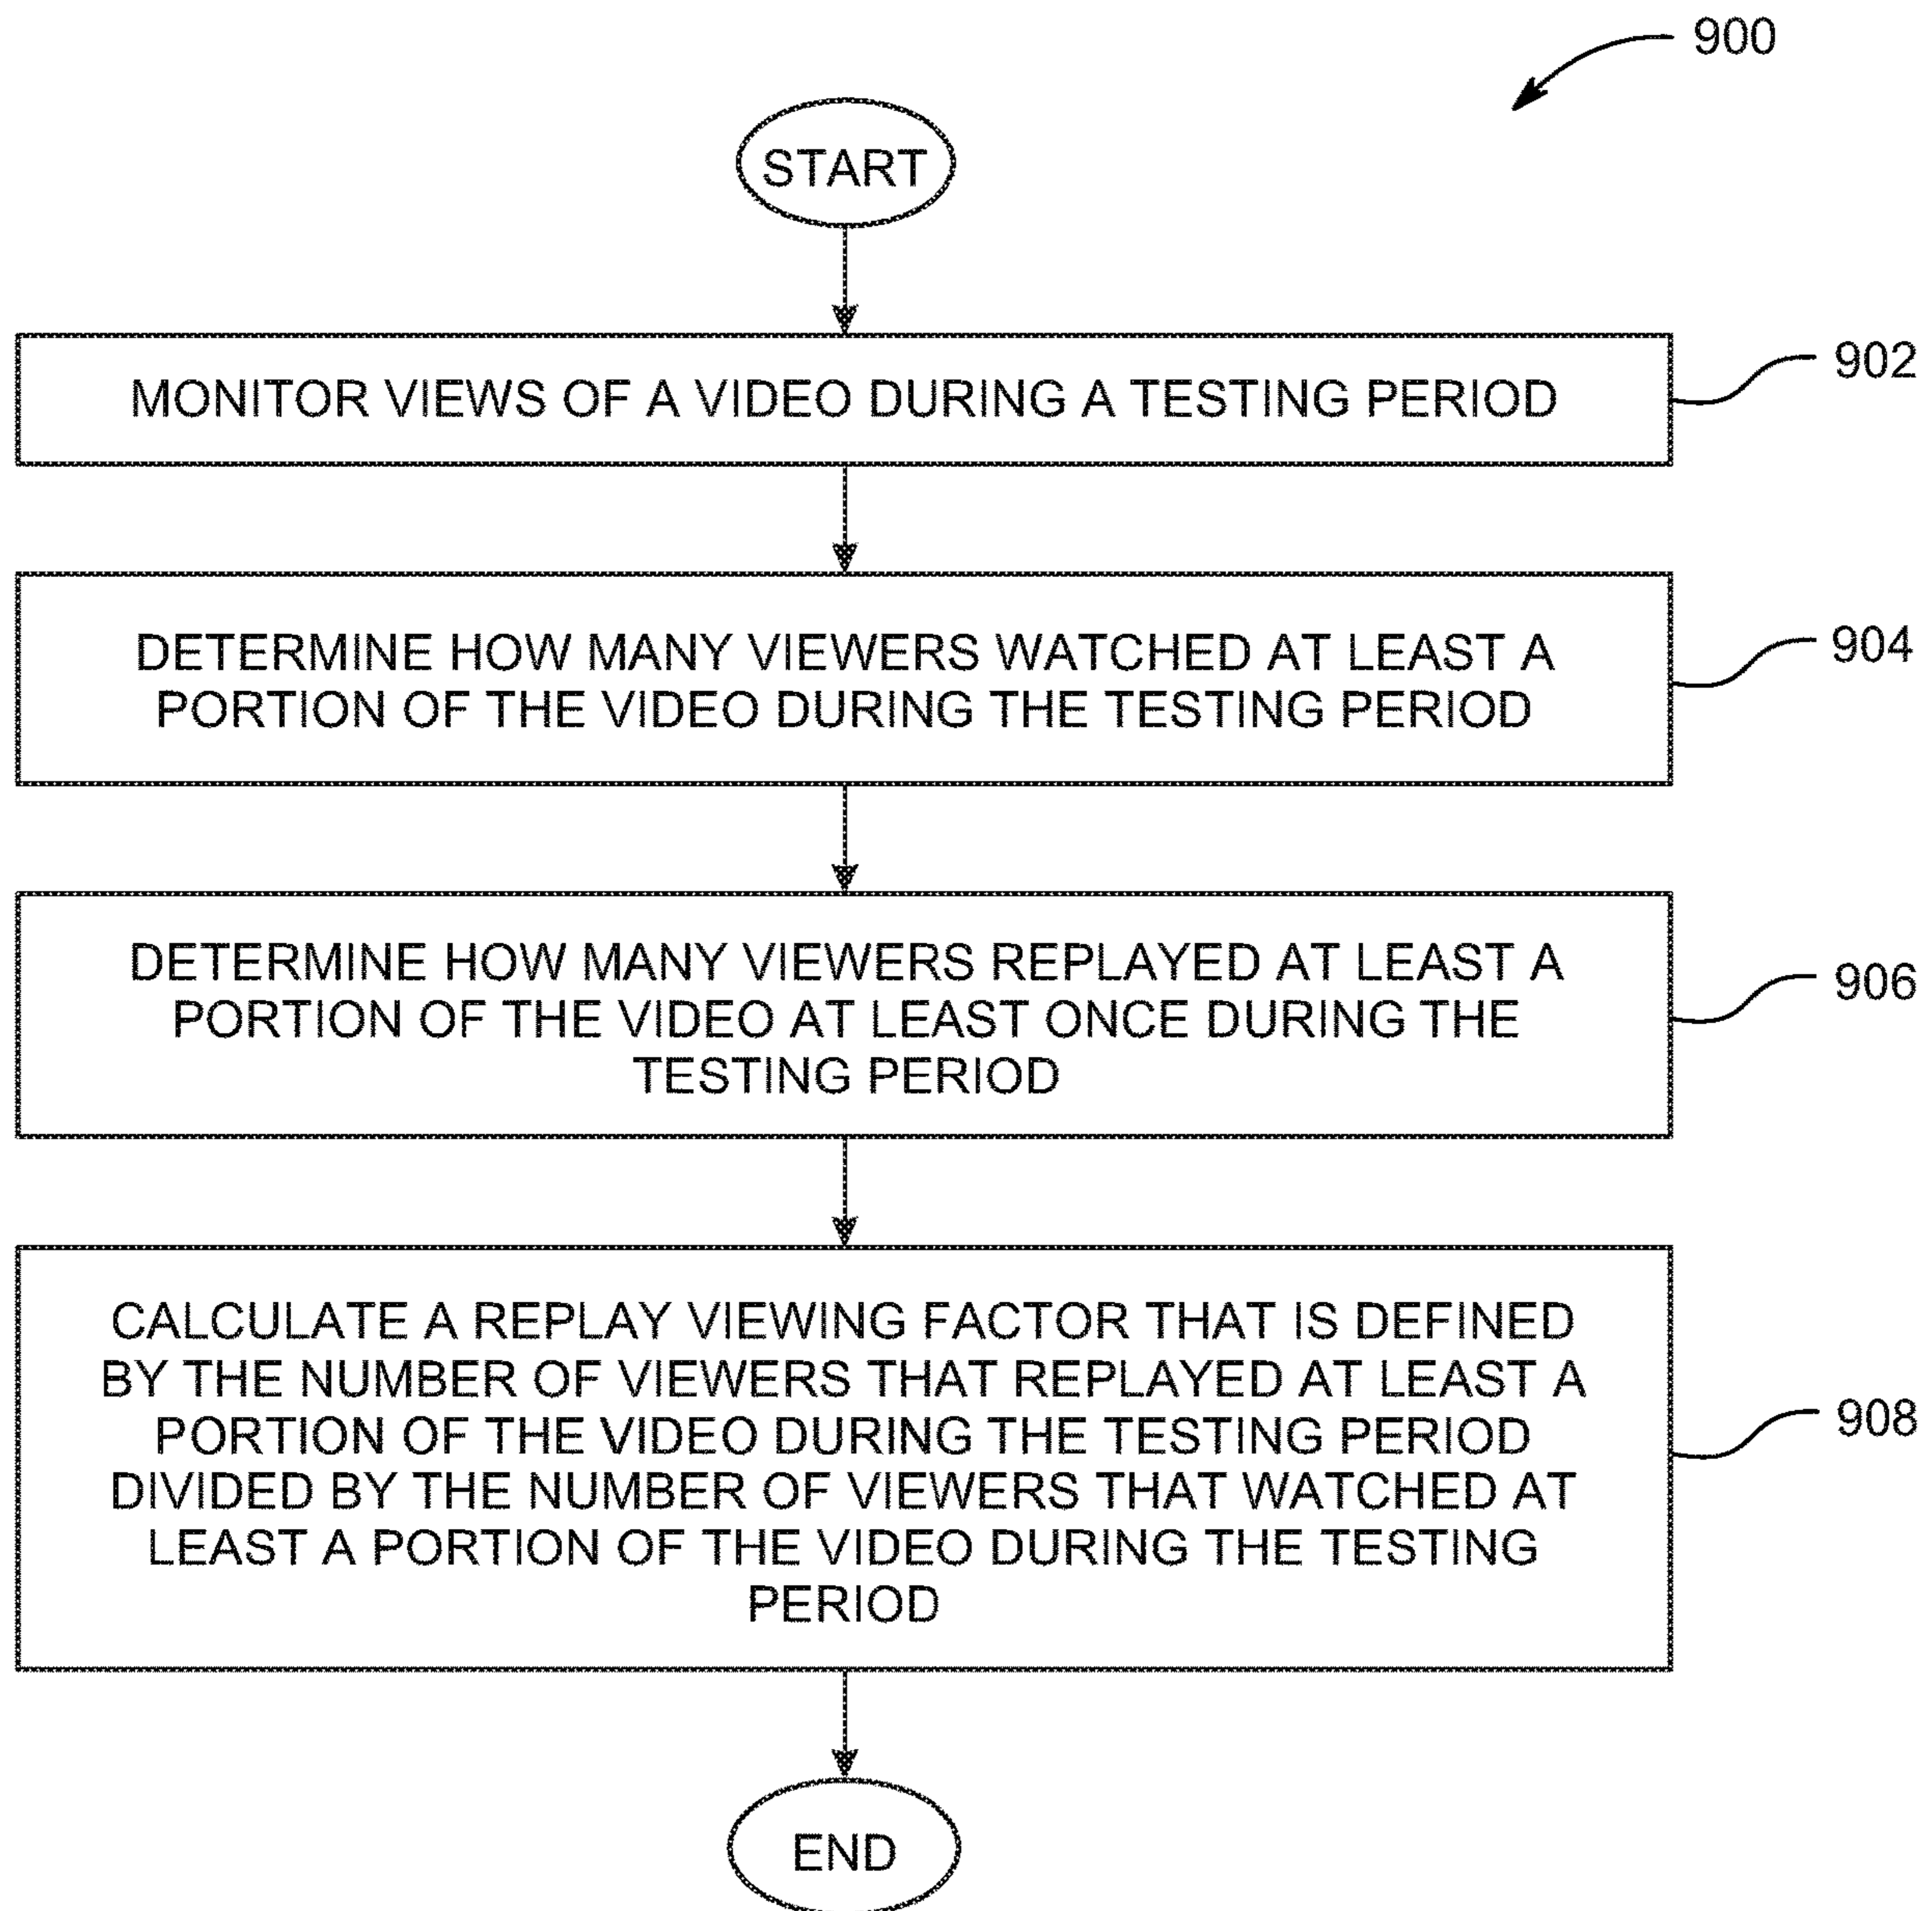 900
START
MONITOR VIEWS OF A VIDEO DURING A TESTING PERIOD
902
DETERMINE HOW MANY VIEWERS WATCHED AT LEAST A
PORTION OF THE VIDEO DURING THE TESTING PERIOD
904
DETERMINE HOW MANY VIEWERS REPLAYED AT LEAST A
PORTION OF THE VIDEO AT LEAST ONCE DURING THE
TESTING PERIOD
906
CALCULATE A REPLAY VIEWING FACTOR THAT IS DEFINED
BY THE NUMBER OF VIEWERS THAT REPLAYED AT LEAST A
PORTION OF THE VIDEO DURING THE TESTING PERIOD
DIVIDED BY THE NUMBER OF VIEWERS THAT WATCHED AT
LEAST A PORTION OF THE VIDEO DURING THE TESTING
PERIOD
908
END